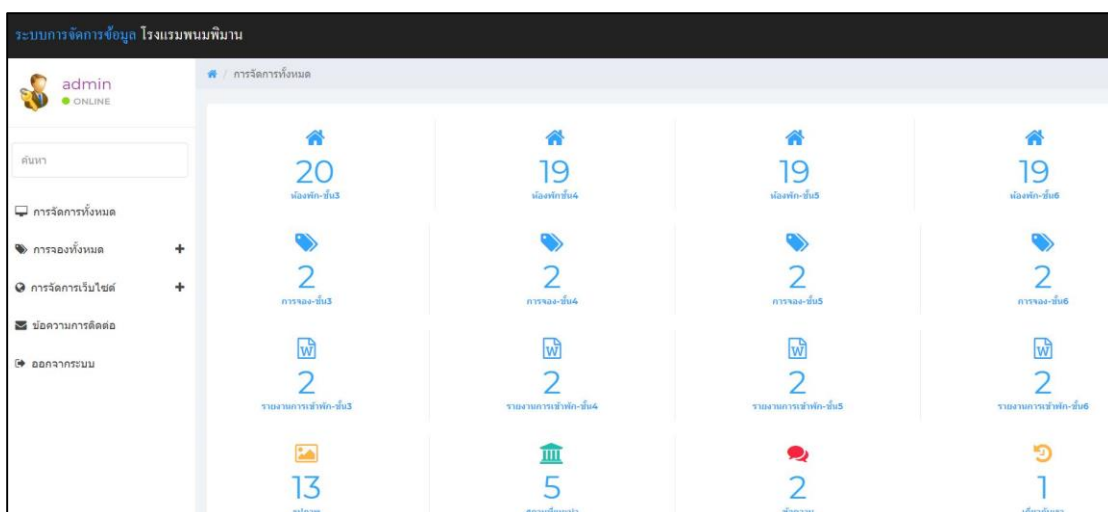 ระบบการจัดการข้อมูล โรงแรมพนมพิมาน
admin
ONLINE
ค้นหา
การจัดการทั้งหมด
การจองทั้งหมด
การจัดการเว็บไซต์
ข้อความการติดต่อ
ออกจากระบบ
/ การจัดการทั้งหมด
20 19 19 19
ห้องพัก-ชั้น3 ห้องพักชั้น4 ห้องพัก-ชั้น5 ห้องพัก-ชั้น6
2 2 2 2
การจอง-ชั้น3 การจอง-ชั้น4 การจอง-ชั้น5 การจอง-ชั้น6
W W W W
2 2 2 2
รายงานการเข้าพัก-ชั้น3 รายงานการเข้าพัก-ชั้น4 รายงานการเข้าพัก-ชั้น5 รายงานการเข้าพัก-ชั้น6
13 5 2 1